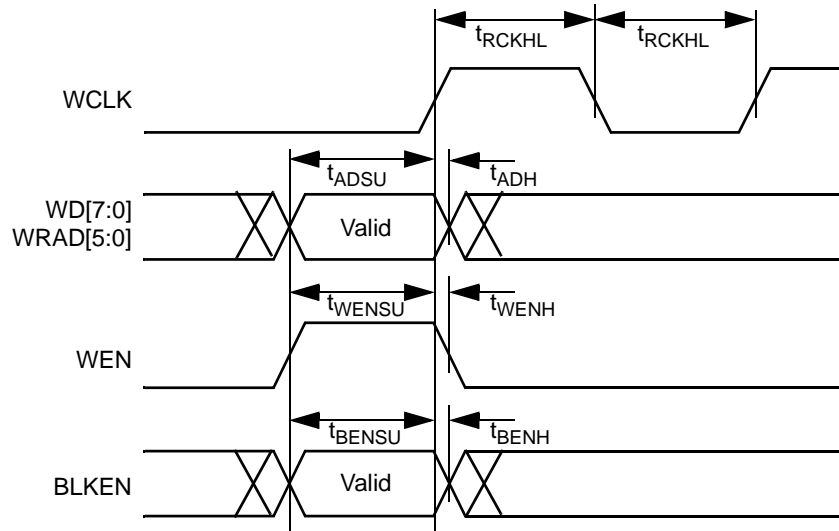 tRCKHL tRCKHL
WCLK
tADSU tADH
WD[7:0]
WRAD[5:0]
Valid
tWENSU tWENH
WEN
tBENSU tBENH
BLKEN
Valid